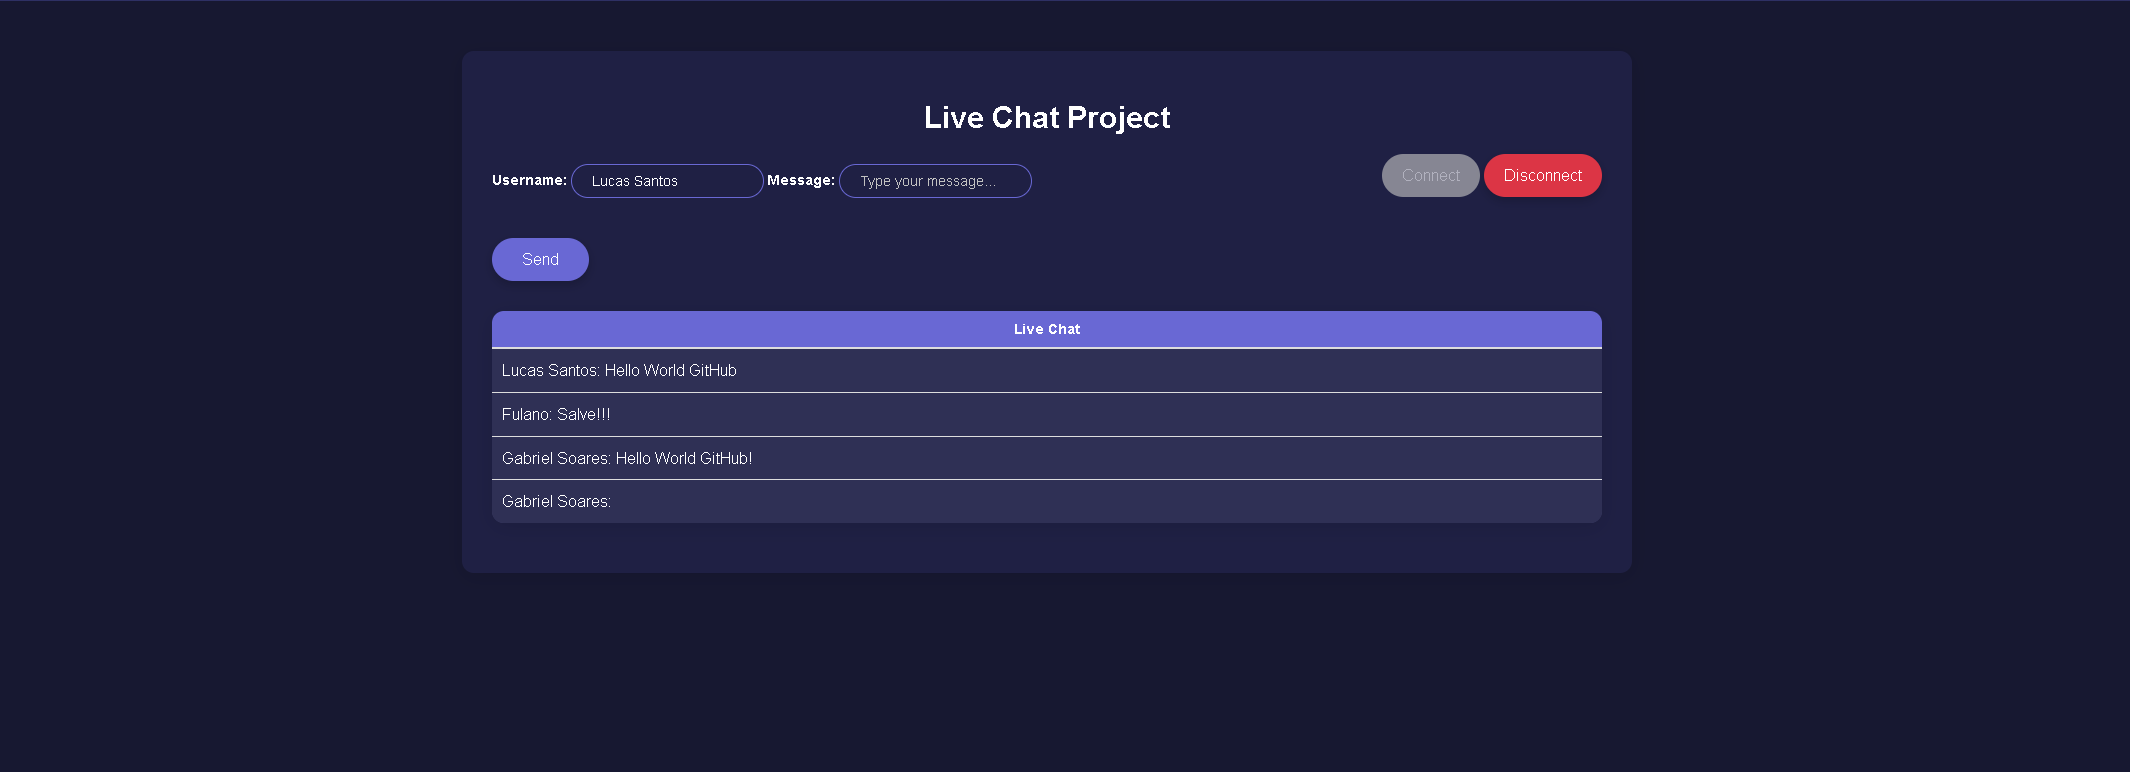 Live Chat Project
Username: Lucas Santos Message: Type your message... Connect Disconnect
Send
Live Chat
Lucas Santos: Hello World GitHub
Fulano: Salve!!!
Gabriel Soares: Hello World GitHub!
Gabriel Soares: